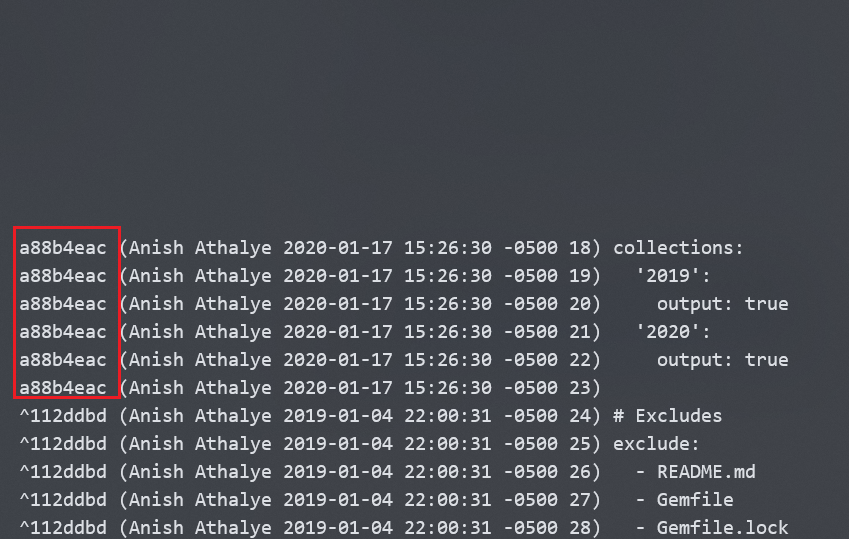 a88b4eac (Anish Athalye 2020-01-17 15:26:30 -0500 18) collections:
a88b4eac (Anish Athalye 2020-01-17 15:26:30 -0500 19)   '2019':
a88b4eac (Anish Athalye 2020-01-17 15:26:30 -0500 20)     output: true
a88b4eac (Anish Athalye 2020-01-17 15:26:30 -0500 21)   '2020':
a88b4eac (Anish Athalye 2020-01-17 15:26:30 -0500 22)     output: true
a88b4eac (Anish Athalye 2020-01-17 15:26:30 -0500 23)
^112ddbd (Anish Athalye 2019-01-04 22:00:31 -0500 24) # Excludes
^112ddbd (Anish Athalye 2019-01-04 22:00:31 -0500 25) exclude:
^112ddbd (Anish Athalye 2019-01-04 22:00:31 -0500 26)   - README.md
^112ddbd (Anish Athalye 2019-01-04 22:00:31 -0500 27)   - Gemfile
^112ddbd (Anish Athalye 2019-01-04 22:00:31 -0500 28)   - Gemfile.lock